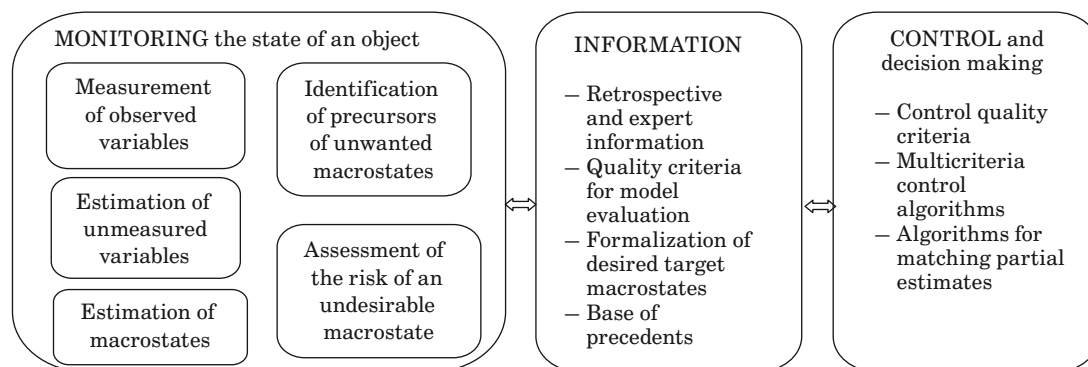 MONITORING the state of an object
Measurement
of observed
variables
Estimation of
unmeasured
variables
Estimation of
macrostates
Identification
of precursors
of unwanted
macrostates
Assessment of
the risk of an
undesirable
macrostate
INFORMATION
– Retrospective
and expert
information
– Quality criteria
for model
evaluation
– Formalization of
desired target
macrostates
– Base of
precedents
CONTROL and
decision making
– Control quality
criteria
– Multicriteria
control
algorithms
– Algorithms for
matching partial
estimates